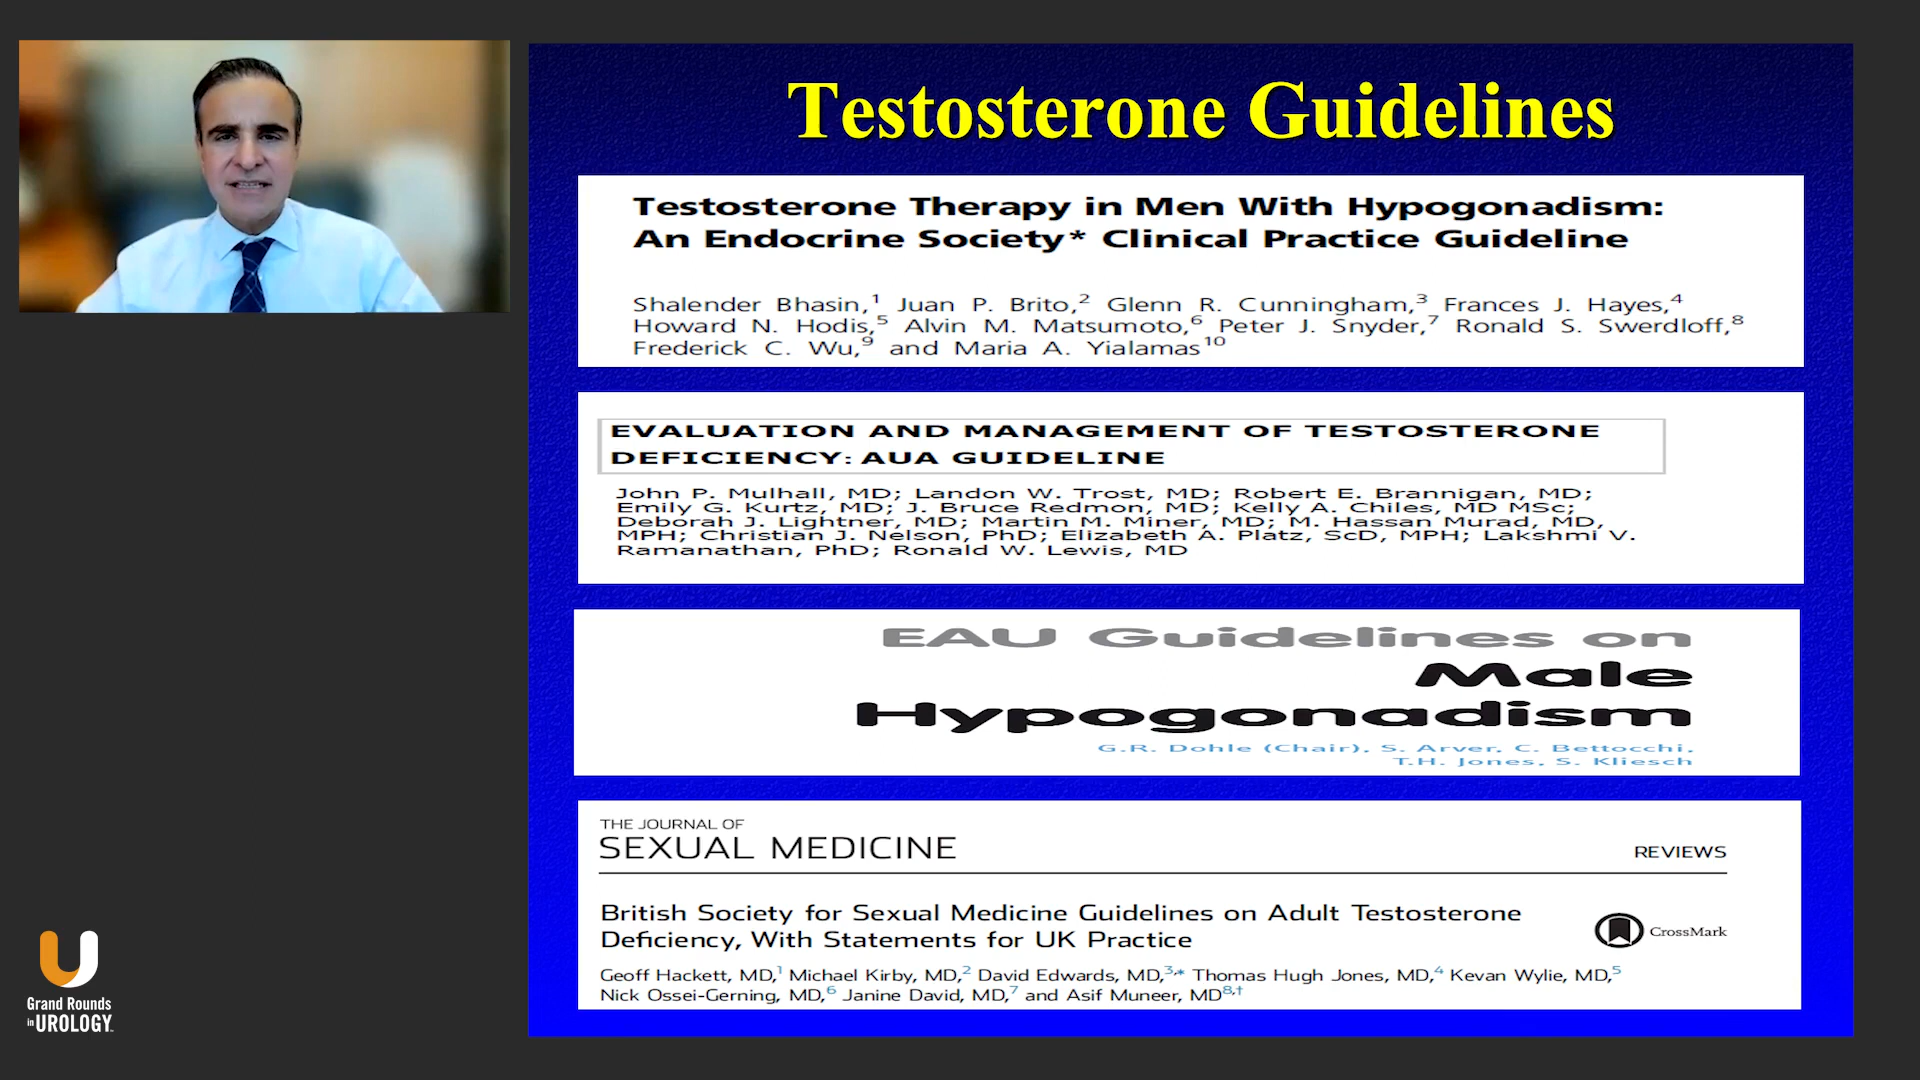 Testosterone Guidelines
Testosterone Therapy in Men With Hypogonadism:
An Endocrine Society* Clinical Practice Guideline
Shalender Bhasin,1 Juan P. Brito,2 Glenn R. Cunningham,3 Frances J. Hayes,4
Howard N. Hodis,5 Alvin M. Matsumoto,6 Peter J. Snyder,7 Ronald S. Swerdloff,8
Frederick C. Wu,9 and Maria A. Yialamas10
EVALUATION AND MANAGEMENT OF TESTOSTERONE
DEFICIENCY: AUA GUIDELINE
John P. Mulhall, MD; Landon W. Trost, MD; Robert E. Brannigan, MD;
Emily G. Kurtz, MD; J. Bruce Redmon, MD; Kelly A. Chiles, MD MSc;
Deborah J. Lightner, MD; Martin M. Miner, MD; M. Hassan Murad, MD,
MPH; Christian J. Nelson, PhD; Elizabeth A. Platz, ScD, MPH; Lakshmi V.
Ramanathan, PhD; Ronald W. Lewis, MD
EAU Guidelines on
Male
Hypogonadism
G.R. Dohle (Chair), S. Arver, C. Bettocchi,
T.H. Jones, S. Kliesch
THE JOURNAL OF
SEXUAL MEDICINE
REVIEWS
British Society for Sexual Medicine Guidelines on Adult Testosterone
Deficiency, With Statements for UK Practice
CrossMark
Geoff Hackett, MD,1 Michael Kirby, MD,2 David Edwards, MD,3,* Thomas Hugh Jones, MD,4 Kevan Wylie, MD,5
Nick Ossei-Gerning, MD,6 Janine David, MD,7 and Asif Muneer, MD8,†
Grand Rounds
in UROLOGY™